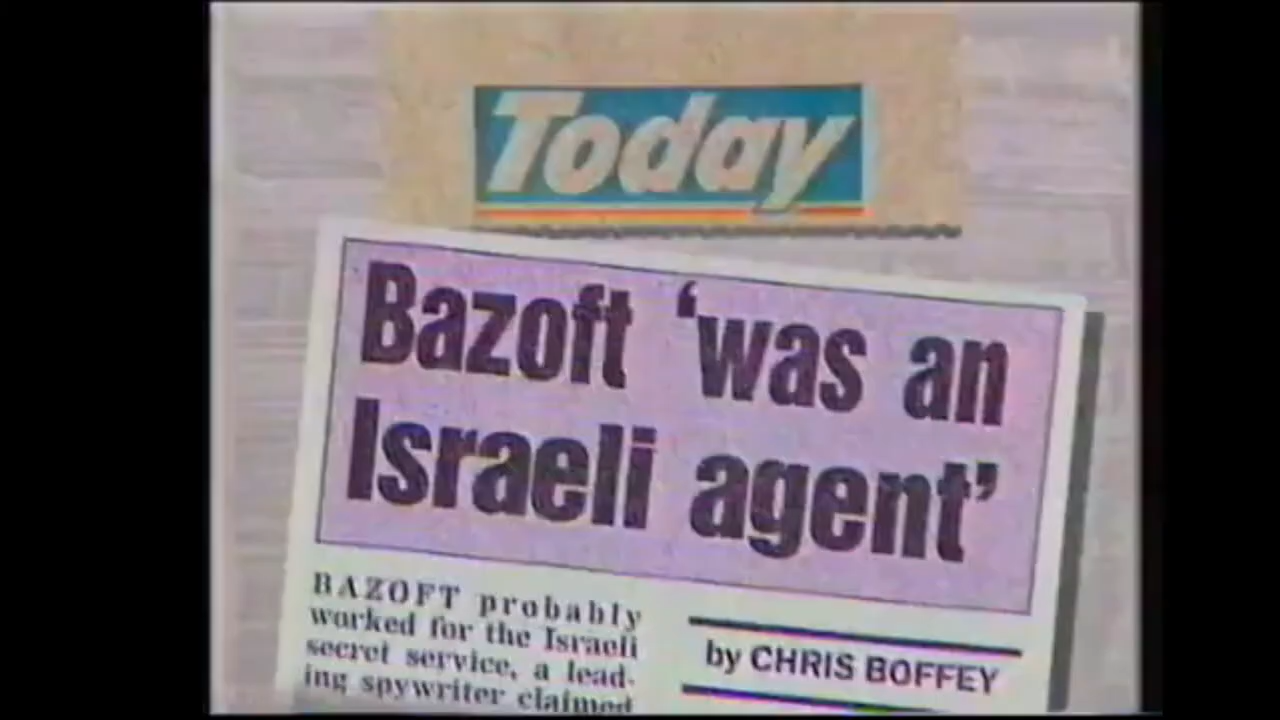 Today
Bazoft ‘was an
Israeli agent’
BAZOFT probably
worked for the Israeli
secret service, a lead-
ing spywriter claimed
by CHRIS BOFFEY